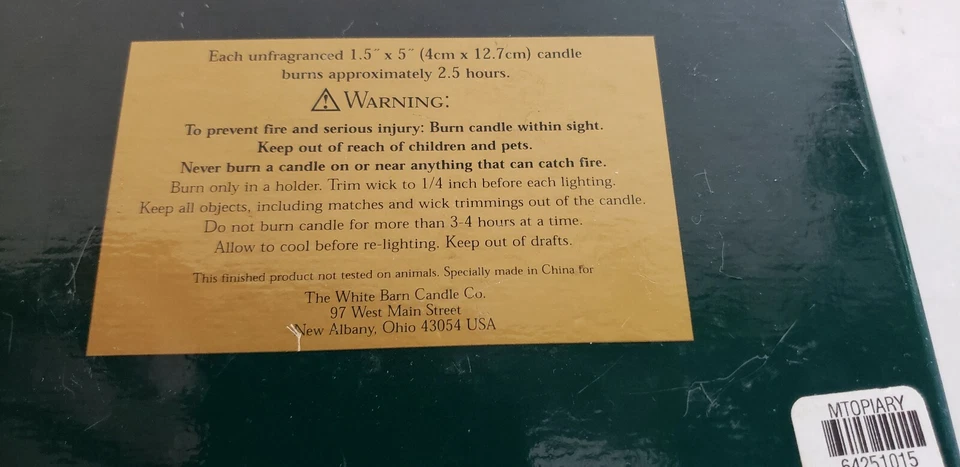 Each unfragranced 1.5˝ x 5˝ (4cm x 12.7cm) candle
burns approximately 2.5 hours.
⚠ WARNING:
To prevent fire and serious injury: Burn candle within sight.
Keep out of reach of children and pets.
Never burn a candle on or near anything that can catch fire.
Burn only in a holder. Trim wick to 1/4 inch before each lighting.
Keep all objects, including matches and wick trimmings out of the candle.
Do not burn candle for more than 3-4 hours at a time.
Allow to cool before re-lighting. Keep out of drafts.
This finished product not tested on animals. Specially made in China for
The White Barn Candle Co.
97 West Main Street
New Albany, Ohio 43054 USA
MTOPIARY
64251015